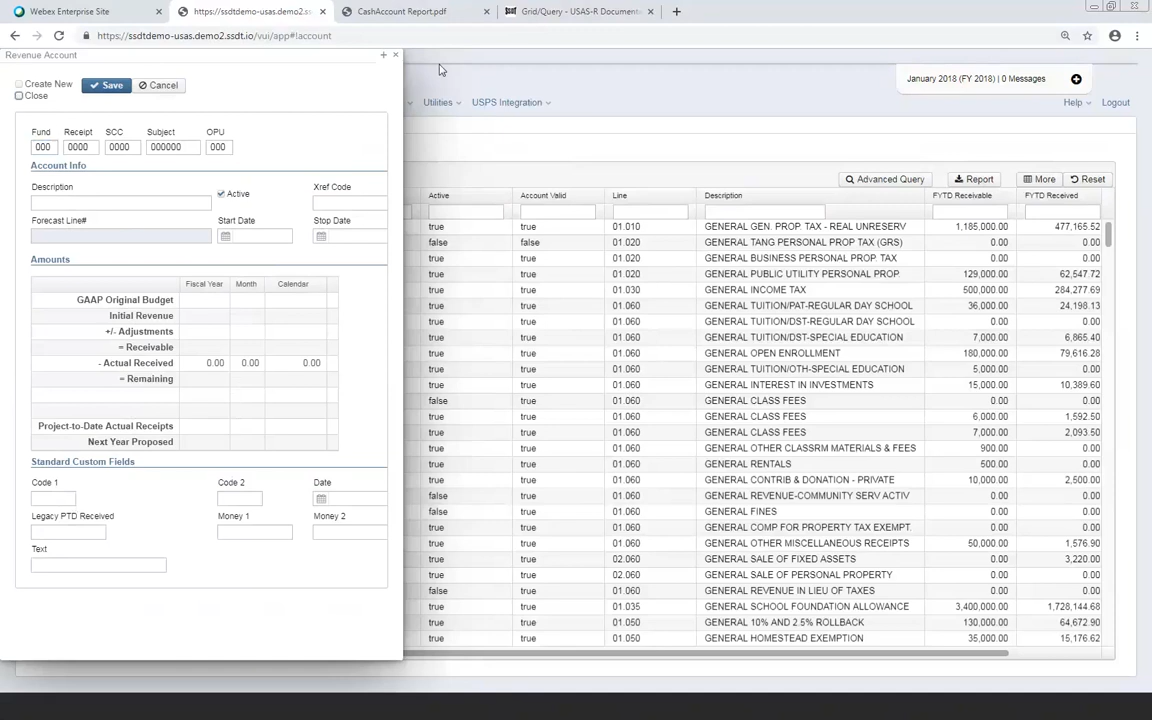 Webex Enterprise Site
https://ssdtdemo-usas.demo2.ss
CashAccount Report.pdf
Grid/Query - USAS-R Documenta
https://ssdtdemo-usas.demo2.ssdt.io/vui/app#!account
Revenue Account
January 2018 (FY 2018) | 0 Messages
Create New
Close
Save
Cancel
Utilities
USPS Integration
Help
Logout
Fund Receipt SCC Subject OPU
000 0000 0000 000000 000
Account Info
Description
Active
Xref Code
Forecast Line#
Start Date
Stop Date
Amounts
Fiscal Year Month Calendar
GAAP Original Budget
Initial Revenue
+/- Adjustments
= Receivable
- Actual Received 0.00 0.00 0.00
= Remaining
Project-to-Date Actual Receipts
Next Year Proposed
Standard Custom Fields
Code 1
Code 2
Date
Legacy PTD Received
Money 1
Money 2
Text
Advanced Query
Report
More
Reset
Active Account Valid Line Description FYTD Receivable FYTD Received
true true 01.010 GENERAL GEN. PROP. TAX - REAL UNRESERV 1,185,000.00 477,165.52
false false 01.020 GENERAL TANG PERSONAL PROP TAX (GRS) 0.00 0.00
true true 01.020 GENERAL BUSINESS PERSONAL PROP. TAX 0.00 0.00
true true 01.020 GENERAL PUBLIC UTILITY PERSONAL PROP. 129,000.00 62,547.72
true true 01.030 GENERAL INCOME TAX 500,000.00 284,277.69
true true 01.060 GENERAL TUITION/PAT-REGULAR DAY SCHOOL 36,000.00 24,198.13
true true 01.060 GENERAL TUITION/DST-REGULAR DAY SCHOOL 0.00 0.00
true true 01.060 GENERAL TUITION/DST-SPECIAL EDUCATION 7,000.00 6,865.40
true true 01.060 GENERAL OPEN ENROLLMENT 180,000.00 79,616.28
true true 01.060 GENERAL TUITION/OTH-SPECIAL EDUCATION 5,000.00 0.00
true true 01.060 GENERAL INTEREST IN INVESTMENTS 15,000.00 10,389.60
false true 01.060 GENERAL CLASS FEES 0.00 0.00
true true 01.060 GENERAL CLASS FEES 6,000.00 1,592.50
true true 01.060 GENERAL CLASS FEES 7,000.00 2,093.50
true true 01.060 GENERAL OTHER CLASSRM MATERIALS & FEES 900.00 0.00
true true 01.060 GENERAL RENTALS 500.00 0.00
true true 01.060 GENERAL CONTRIB & DONATION - PRIVATE 10,000.00 2,500.00
false true 01.060 GENERAL REVENUE-COMMUNITY SERV ACTIV 0.00 0.00
false true 01.060 GENERAL FINES 0.00 0.00
true true 01.060 GENERAL COMP FOR PROPERTY TAX EXEMPT. 0.00 0.00
true true 01.060 GENERAL OTHER MISCELLANEOUS RECEIPTS 50,000.00 1,576.90
true true 02.060 GENERAL SALE OF FIXED ASSETS 0.00 3,220.00
true true 02.060 GENERAL SALE OF PERSONAL PROPERTY 0.00 0.00
false true 01.060 GENERAL REVENUE IN LIEU OF TAXES 0.00 0.00
true true 01.035 GENERAL SCHOOL FOUNDATION ALLOWANCE 3,400,000.00 1,728,144.68
true true 01.050 GENERAL 10% AND 2.5% ROLLBACK 130,000.00 64,672.90
true true 01.050 GENERAL HOMESTEAD EXEMPTION 35,000.00 15,176.62